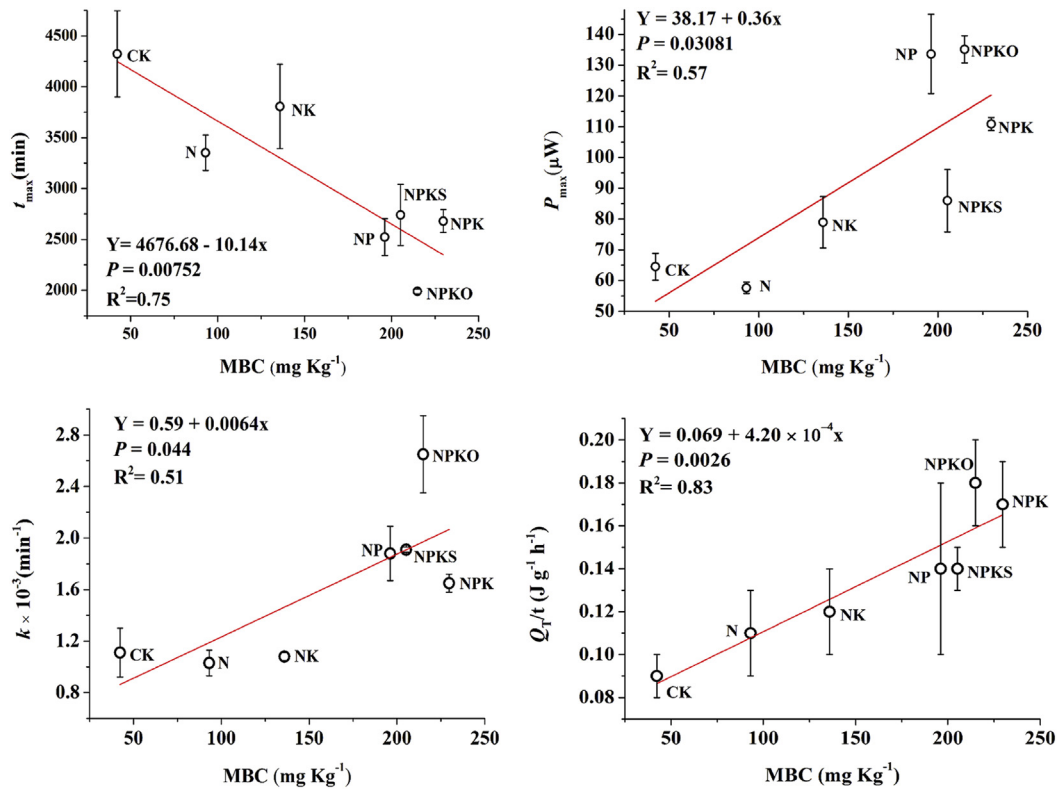 4500
4000
3500
3000
2500
2000
t_max(min)
CK
N
NK
NP
NPKS
NPK
NPKO
Y= 4676.68 - 10.14x
P = 0.00752
R²=0.75
50 100 150 200 250
MBC (mg Kg⁻¹)
140
130
120
110
100
90
80
70
60
50
P_max(μW)
Y = 38.17 + 0.36x
P = 0.03081
R²= 0.57
NP
NPKO
NPK
NPKS
NK
CK
N
50 100 150 200 250
MBC (mg Kg⁻¹)
2.8
2.4
2.0
1.6
1.2
0.8
k × 10⁻³(min⁻¹)
Y = 0.59 + 0.0064x
P = 0.044
R²= 0.51
NPKO
NP
NPKS
NPK
CK
N
NK
50 100 150 200 250
MBC (mg Kg⁻¹)
0.20
0.18
0.16
0.14
0.12
0.10
0.08
Q_T/t (J g⁻¹ h⁻¹)
Y = 0.069 + 4.20 × 10⁻⁴x
P = 0.0026
R²= 0.83
NPKO
NPK
NP
NPKS
N
NK
CK
50 100 150 200 250
MBC (mg Kg⁻¹)